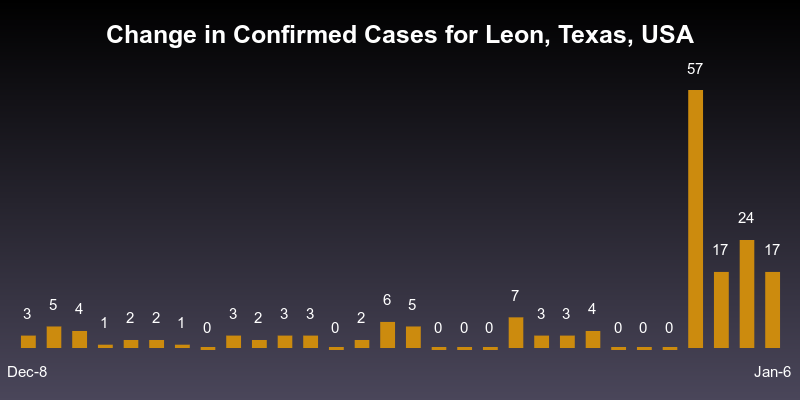 Change in Confirmed Cases for Leon, Texas, USA
3 5 4 1 2 2 1 0 3 2 3 3 0 2 6 5 0 0 0 7 3 3 4 0 0 0 57 17 24 17
Dec-8 Jan-6